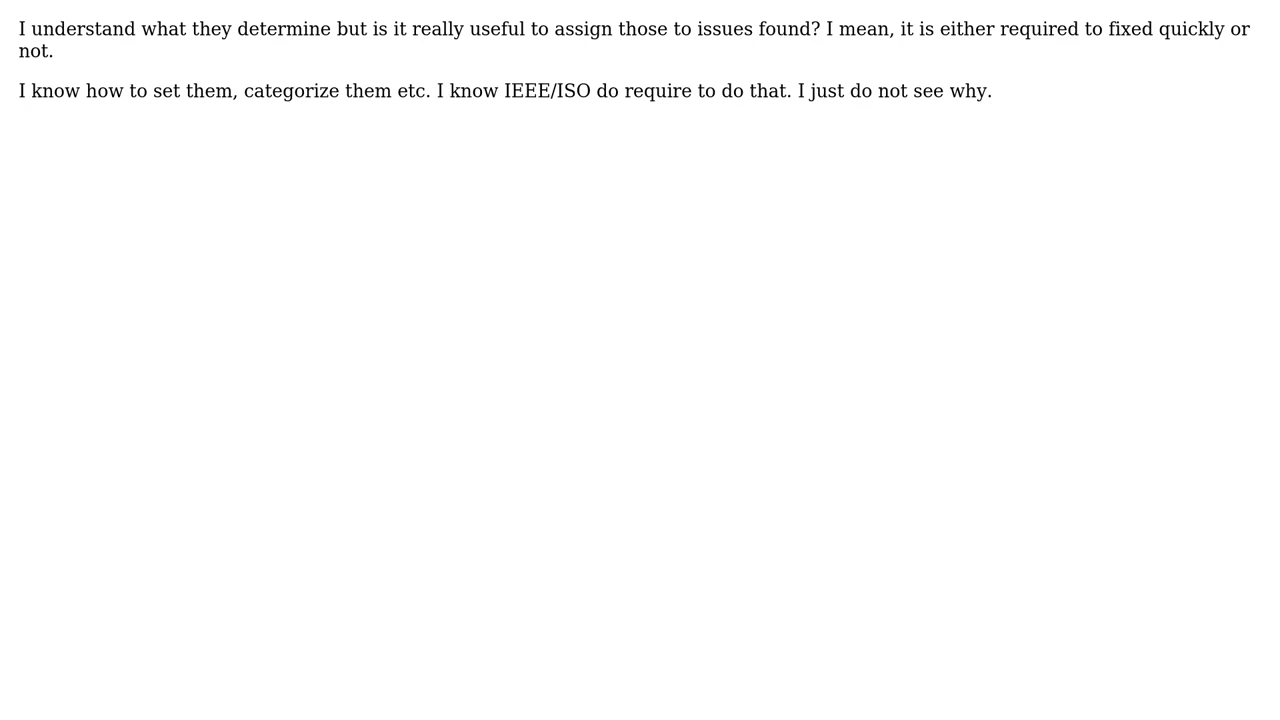 I understand what they determine but is it really useful to assign those to issues found? I mean, it is either required to fixed quickly or
not.
I know how to set them, categorize them etc. I know IEEE/ISO do require to do that. I just do not see why.